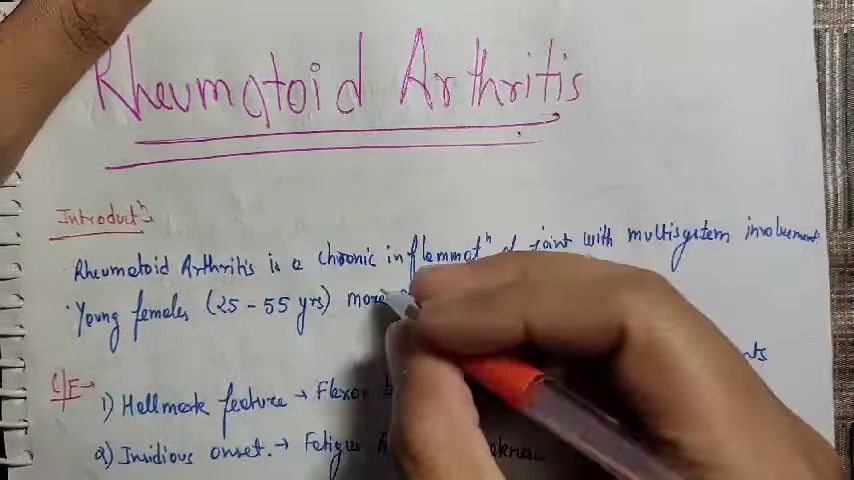 Rheumatoid Arthritis
Introductⁿ:
Rheumatoid Arthritis is a chronic inflammatⁿ of joint with multisystem involvement
Young females (25-55 yrs) more
C/F→
1) Hallmark feature → Flexor
2) Insidious onset. → Fatigue